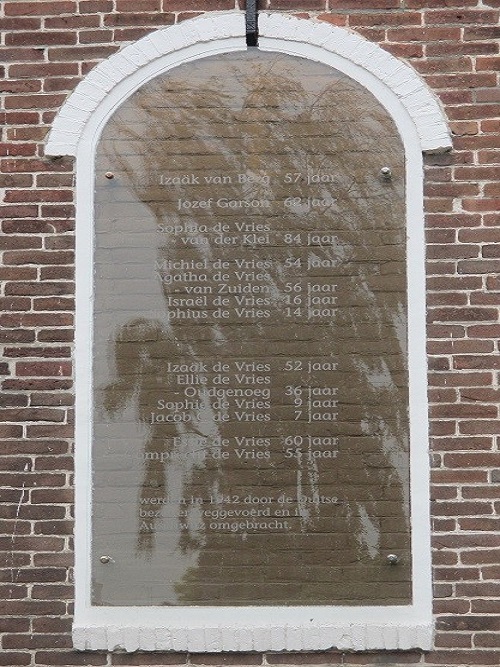 Izaäk van Berg 57 jaar
Jozef Garson 62 jaar
Sophia de Vries
- van der Klei 84 jaar
Michiel de Vries 54 jaar
Agatha de Vries
- van Zuiden 56 jaar
Israël de Vries 16 jaar
Sophius de Vries 14 jaar
Izaäk de Vries 52 jaar
Ellie de Vries
- Oudgenoeg 36 jaar
Sophie de Vries 9 jaar
Jacob S. de Vries 7 jaar
de Vries 60 jaar
de Vries 55 jaar
werden in 1942 door de Duitse
bezetter weggevoerd en in
Auschwitz omgebracht.